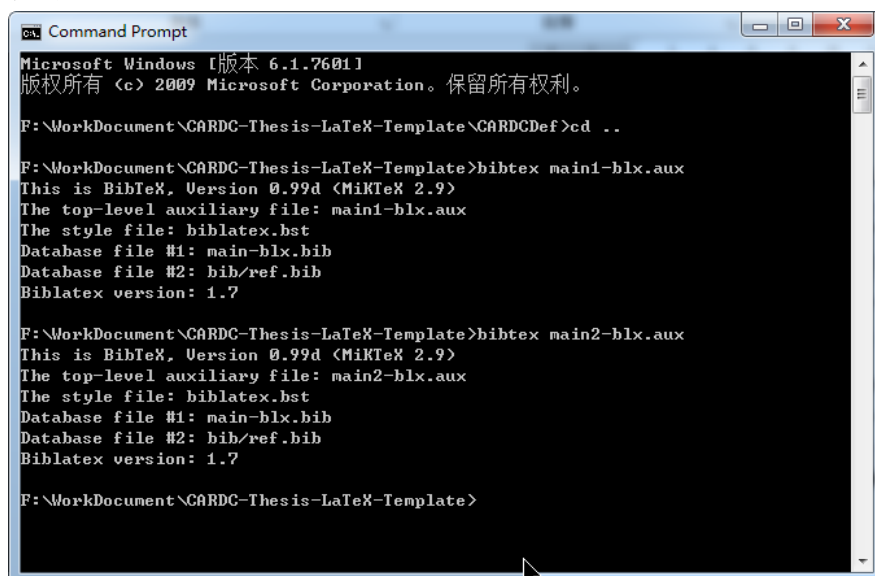 Command Prompt
Microsoft Windows [版本 6.1.7601]
版权所有 (c) 2009 Microsoft Corporation。保留所有权利。
F:\WorkDocument\CARDC-Thesis-LaTeX-Template\CARDCDef>cd ..
F:\WorkDocument\CARDC-Thesis-LaTeX-Template>bibtex main1-blx.aux
This is BibTeX, Version 0.99d (MiKTeX 2.9)
The top-level auxiliary file: main1-blx.aux
The style file: biblatex.bst
Database file #1: main-blx.bib
Database file #2: bib/ref.bib
Biblatex version: 1.7
F:\WorkDocument\CARDC-Thesis-LaTeX-Template>bibtex main2-blx.aux
This is BibTeX, Version 0.99d (MiKTeX 2.9)
The top-level auxiliary file: main2-blx.aux
The style file: biblatex.bst
Database file #1: main-blx.bib
Database file #2: bib/ref.bib
Biblatex version: 1.7
F:\WorkDocument\CARDC-Thesis-LaTeX-Template>